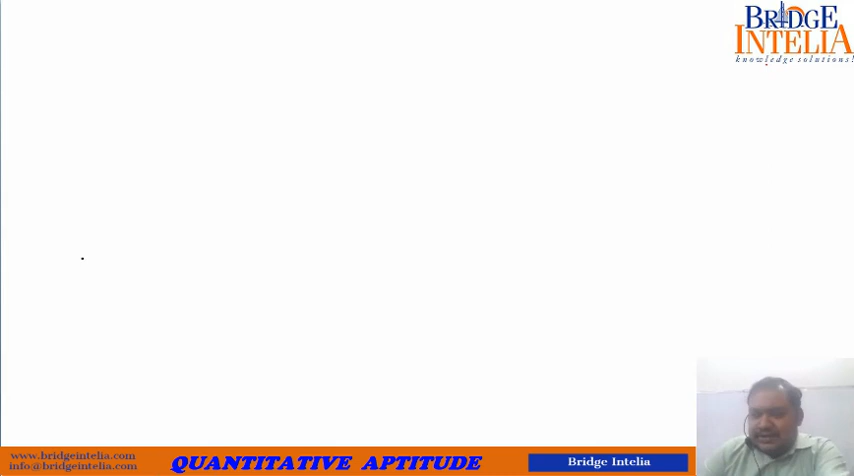 BRIDGE
INTELIA
knowledge solutions!
www.bridgeintelia.com
info@bridgeintelia.com
QUANTITATIVE APTITUDE
Bridge Intelia